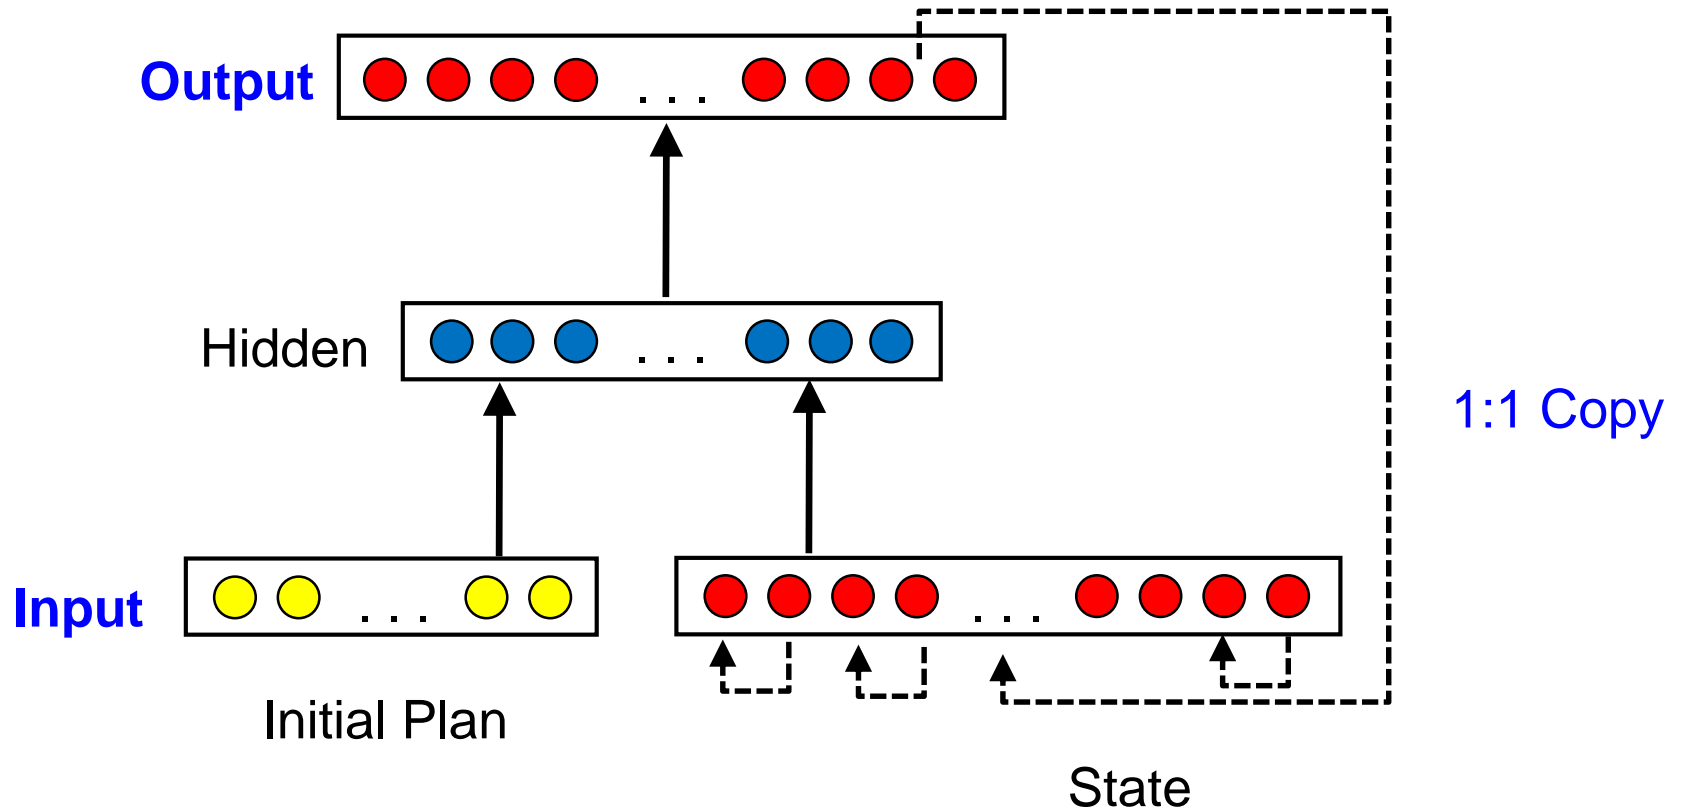 Output
. . .
Hidden
. . .
1:1 Copy
Input
. . .
. . .
Initial Plan
State